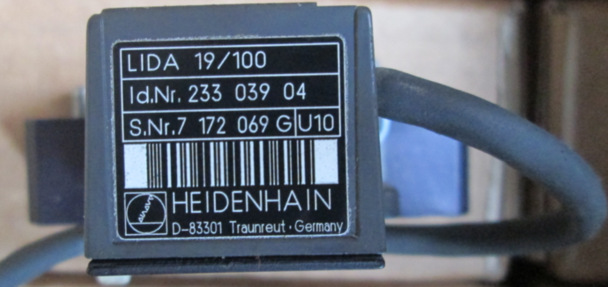 LIDA 19/100
Id.Nr. 233 039 04
S.Nr.7 172 069 G U10
HEIDENHAIN
D-83301 Traunreut · Germany